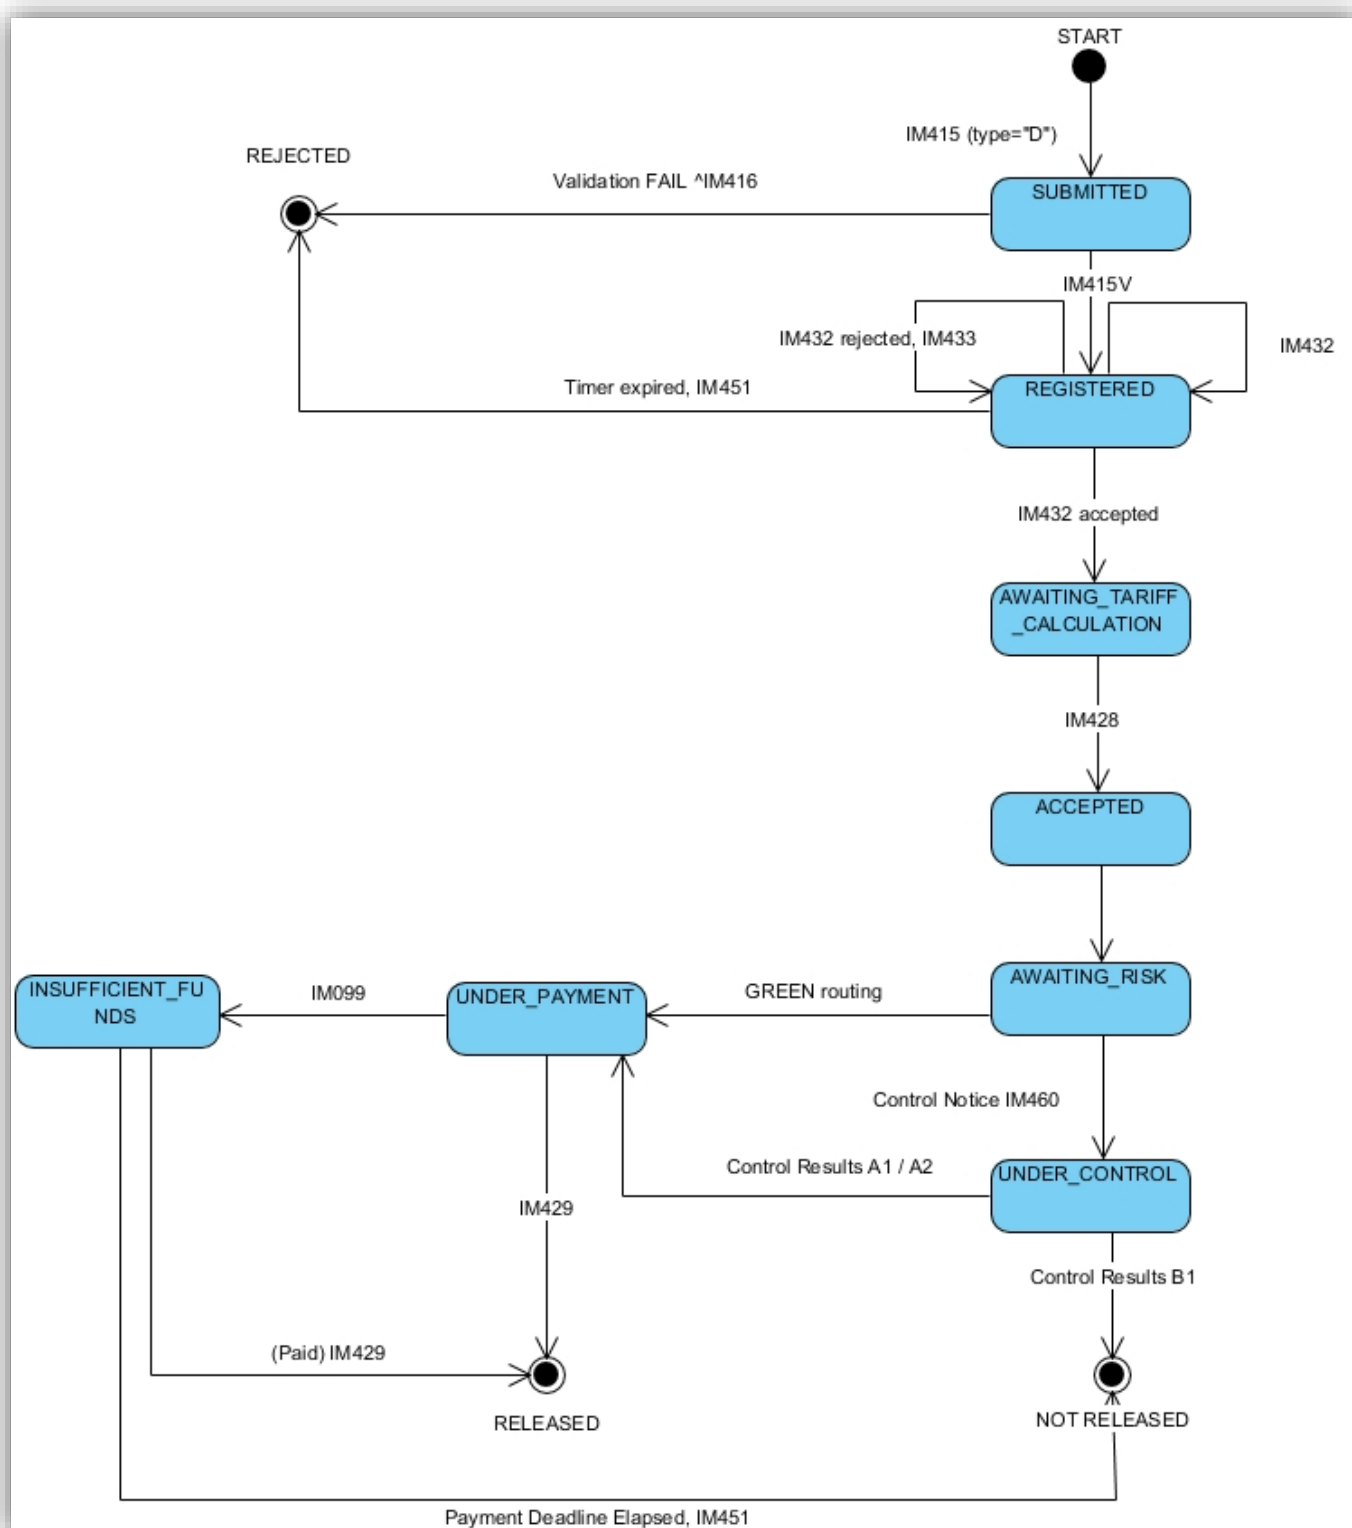 START
IM415 (type="D")
REJECTED
Validation FAIL ^IM416
SUBMITTED
IM415V
IM432 rejected, IM433
IM432
Timer expired, IM451
REGISTERED
IM432 accepted
AWAITING_TARIFF
_CALCULATION
IM428
ACCEPTED
AWAITING_RISK
GREEN routing
UNDER_PAYMENT
IM099
INSUFFICIENT_FU
NDS
Control Notice IM460
Control Results A1 / A2
UNDER_CONTROL
IM429
Control Results B1
(Paid) IM429
RELEASED
NOT RELEASED
Payment Deadline Elapsed, IM451